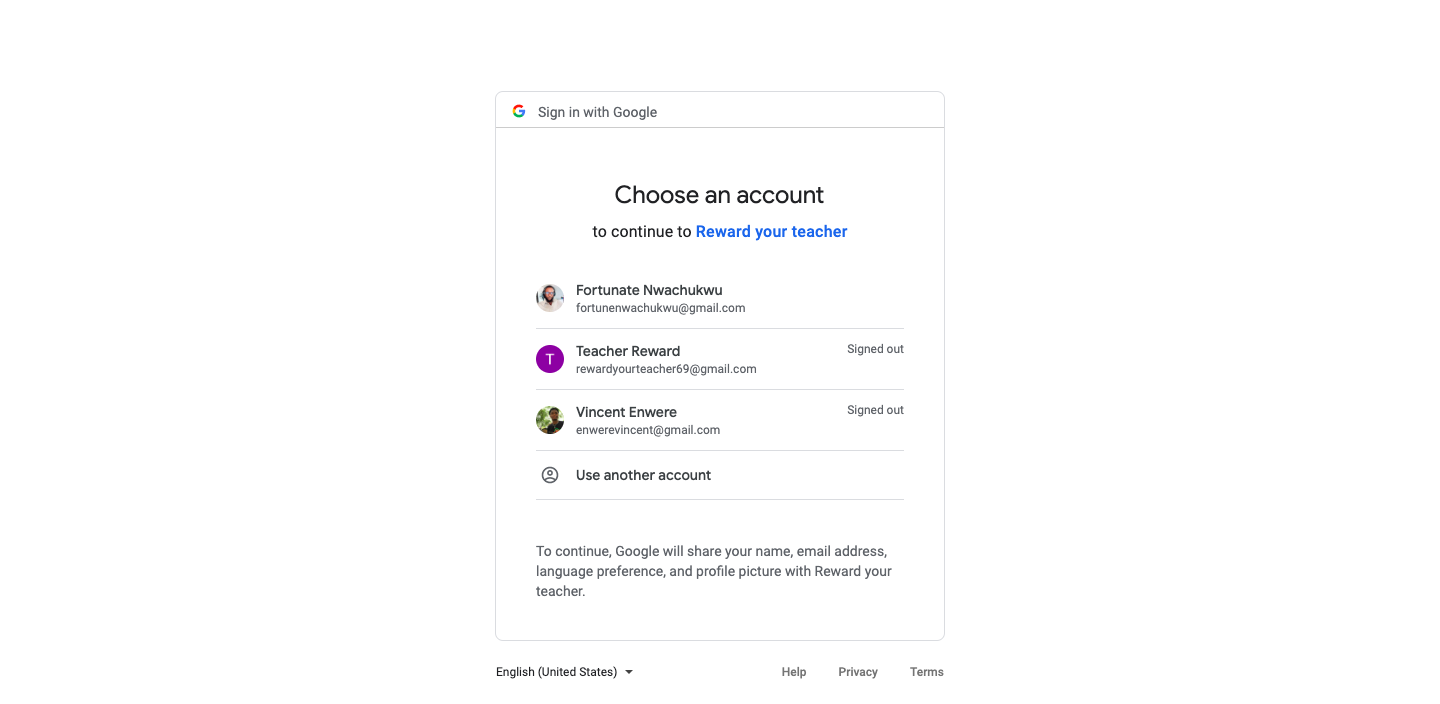 Sign in with Google
Choose an account
to continue to Reward your teacher
Fortunate Nwachukwu
fortunenwachukwu@gmail.com
Teacher Reward
Signed out
rewardyourteacher69@gmail.com
Vincent Enwere
Signed out
enwerevincent@gmail.com
Use another account
To continue, Google will share your name, email address,
language preference, and profile picture with Reward your
teacher.
English (United States)
Help Privacy Terms